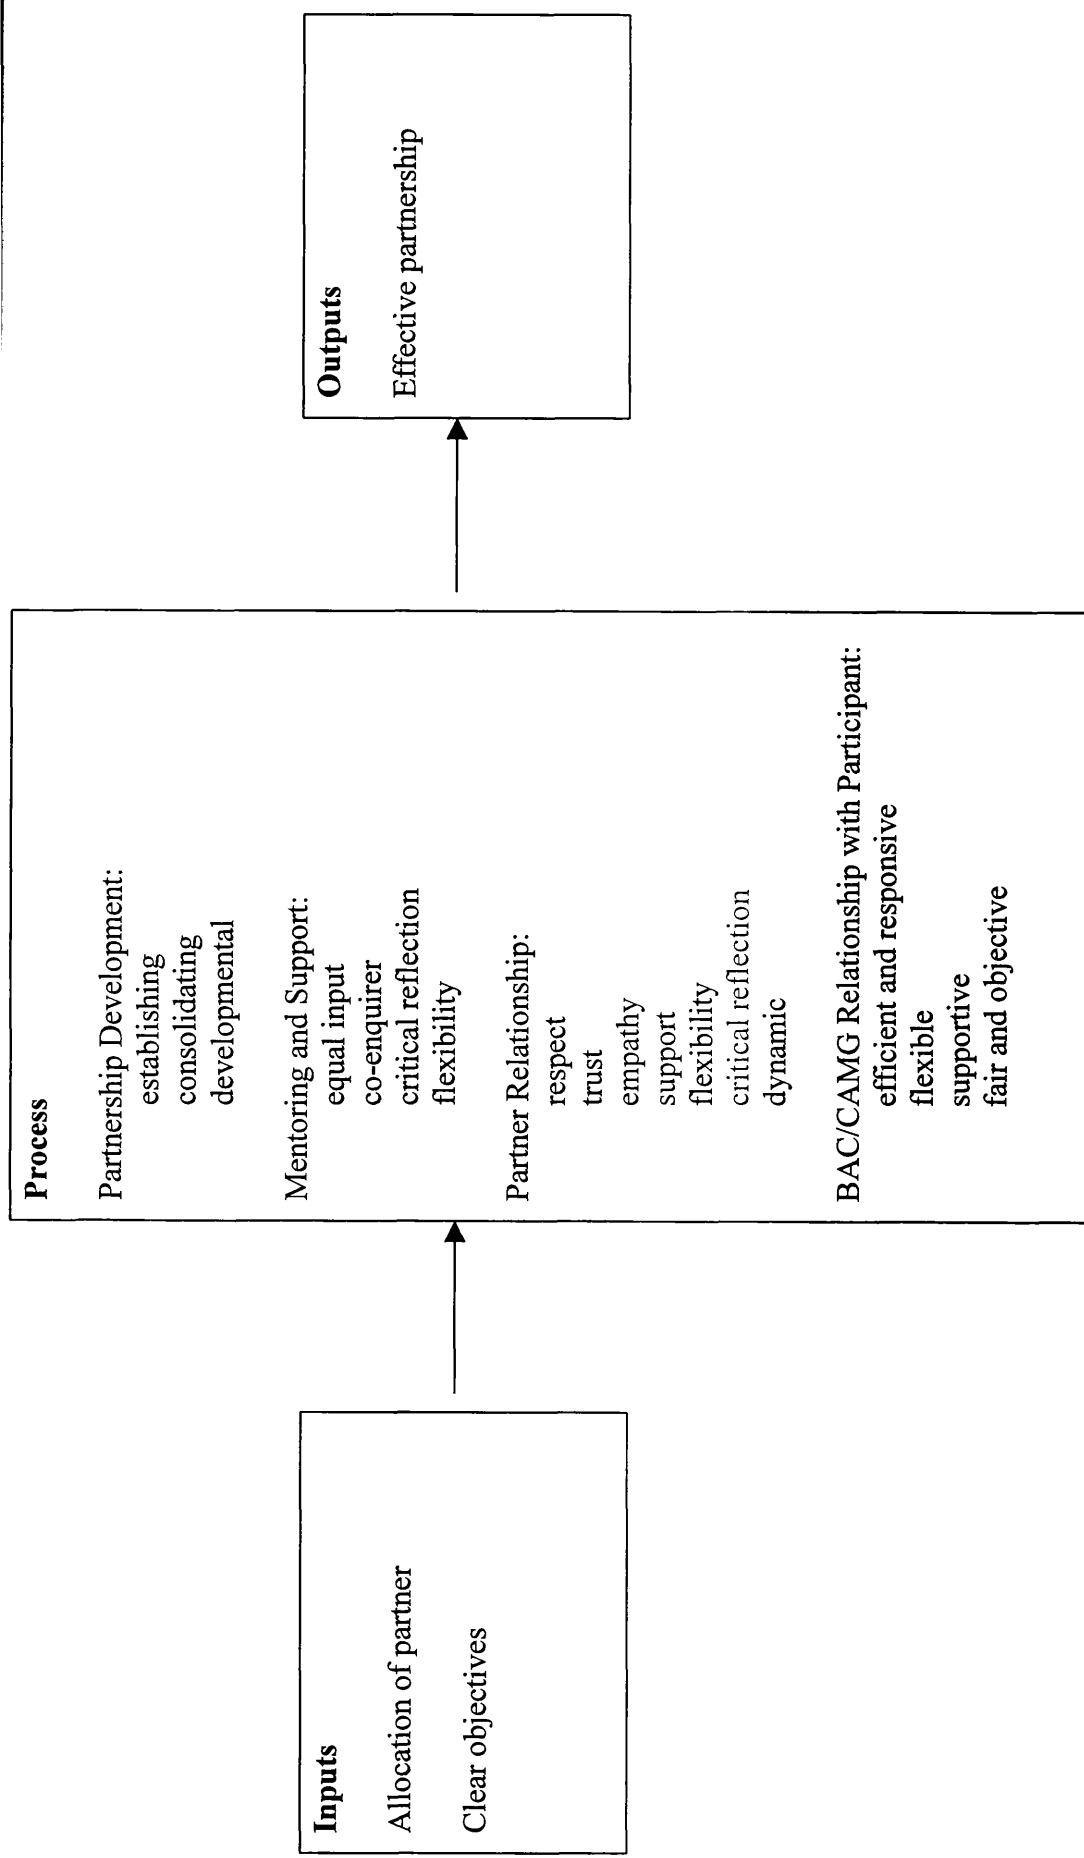 Inputs
Allocation of partner
Clear objectives
Process
Partnership Development:
establishing
consolidating
developmental
Mentoring and Support:
equal input
co-enquirer
critical reflection
flexibility
Partner Relationship:
respect
trust
empathy
support
flexibility
critical reflection
dynamic
BAC/CAMG Relationship with Participant:
efficient and responsive
flexible
supportive
fair and objective
Outputs
Effective partnership